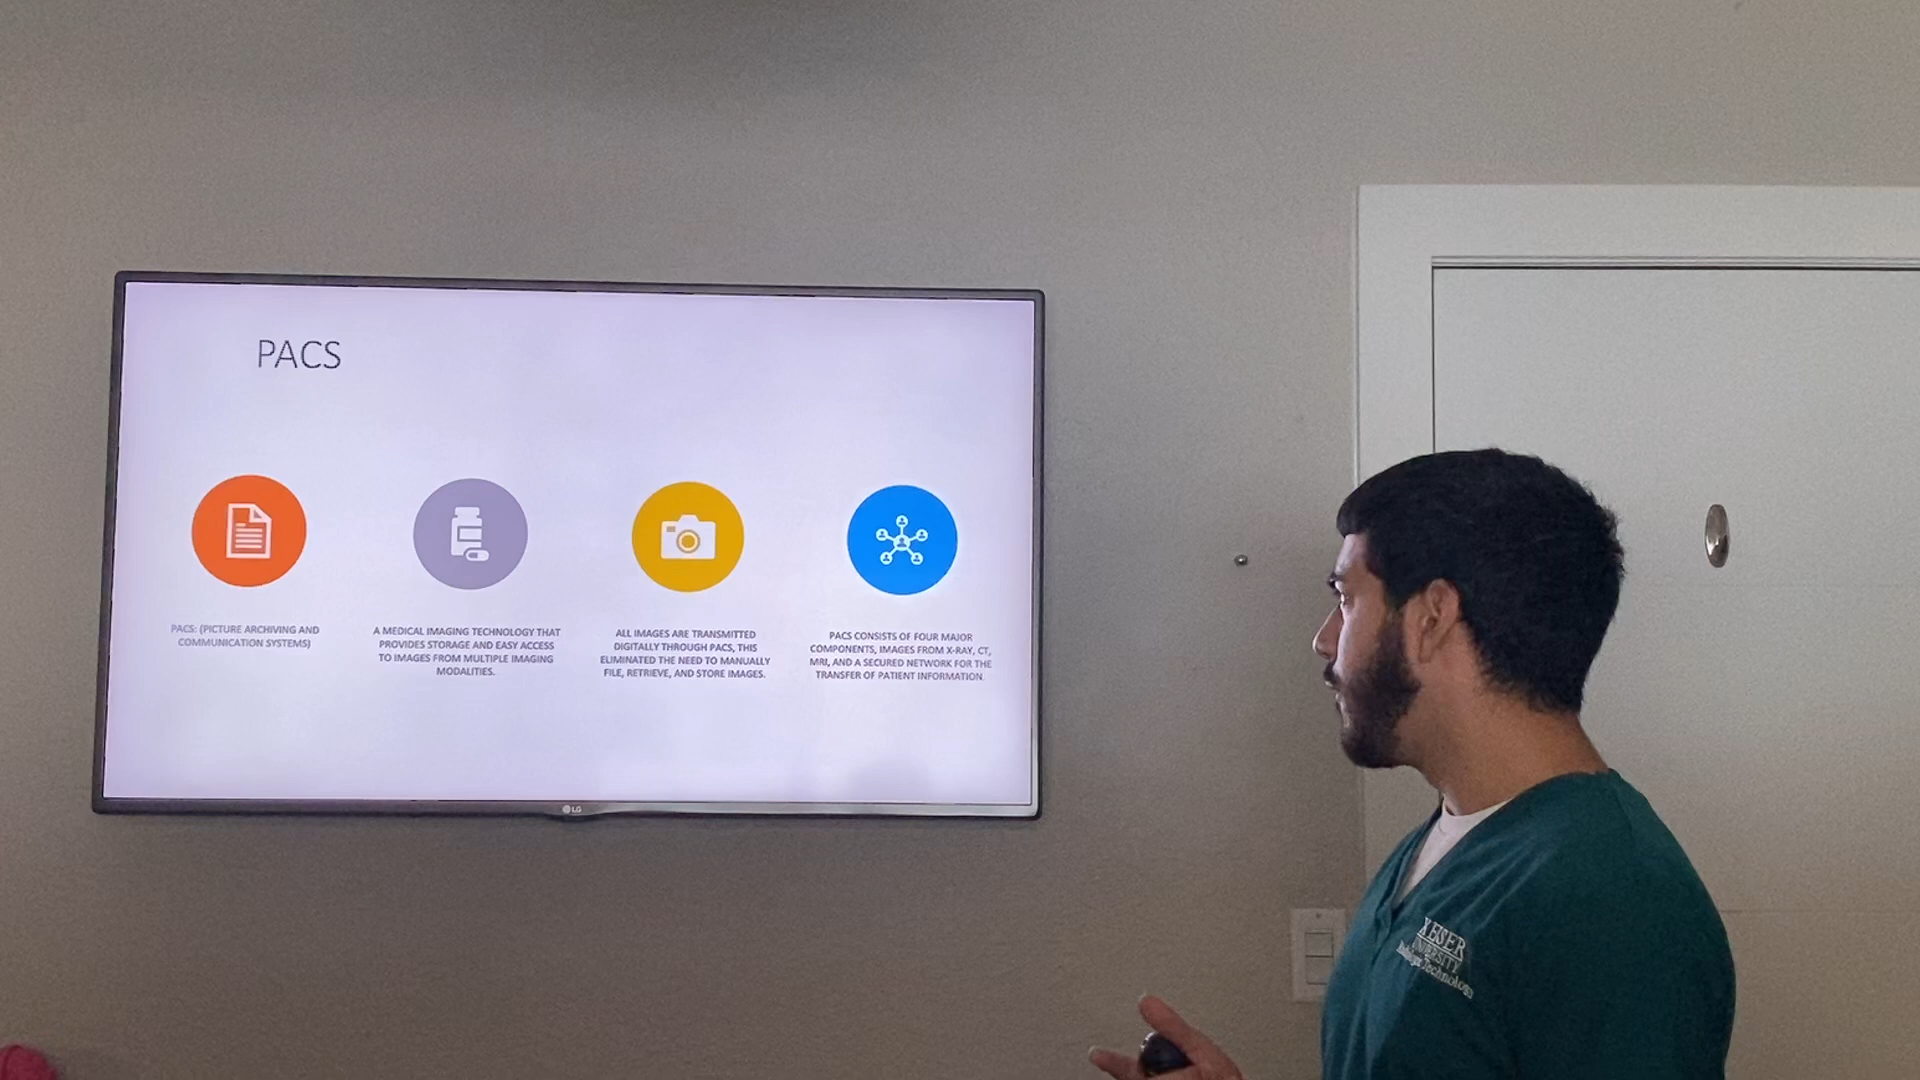 PACS
PACS: (PICTURE ARCHIVING AND
COMMUNICATION SYSTEMS)
A MEDICAL IMAGING TECHNOLOGY THAT
PROVIDES STORAGE AND EASY ACCESS
TO IMAGES FROM MULTIPLE IMAGING
MODALITIES.
ALL IMAGES ARE TRANSMITTED
DIGITALLY THROUGH PACS, THIS
ELIMINATED THE NEED TO MANUALLY
FILE, RETRIEVE, AND STORE IMAGES.
PACS CONSISTS OF FOUR MAJOR
COMPONENTS, IMAGES FROM X-RAY, CT,
MRI, AND A SECURED NETWORK FOR THE
TRANSFER OF PATIENT INFORMATION.
LG
KEISER
UNIVERSITY
Radiologic Technology